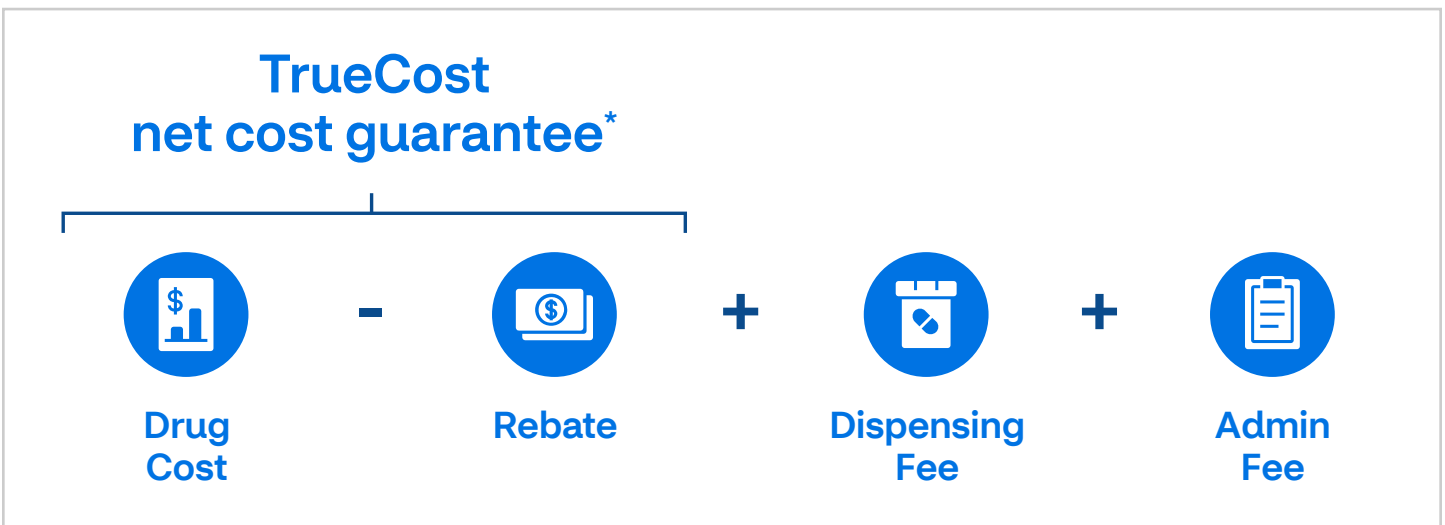 TrueCost
net cost guarantee*
$
-
$
+
+
Drug
Cost
Rebate
Dispensing
Fee
Admin
Fee